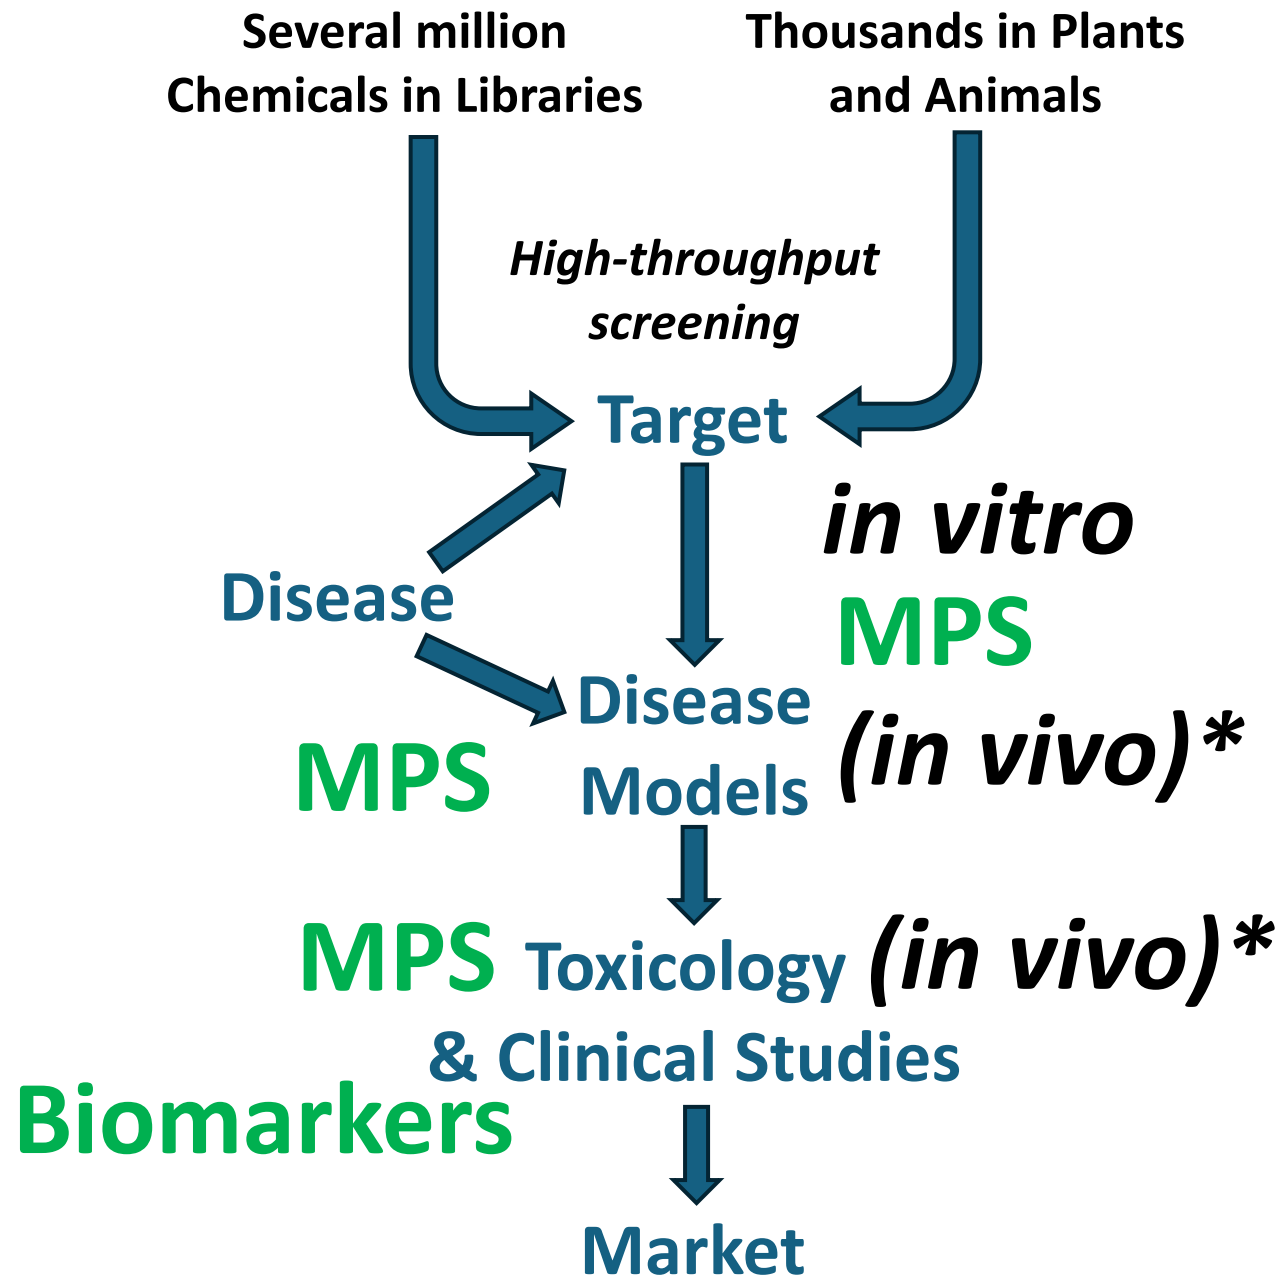 Several million
Chemicals in Libraries
Thousands in Plants
and Animals
High-throughput
screening
Target
in vitro
Disease
MPS
Disease
Models
(in vivo)*
MPS
MPS
Toxicology
(in vivo)*
& Clinical Studies
Biomarkers
Market